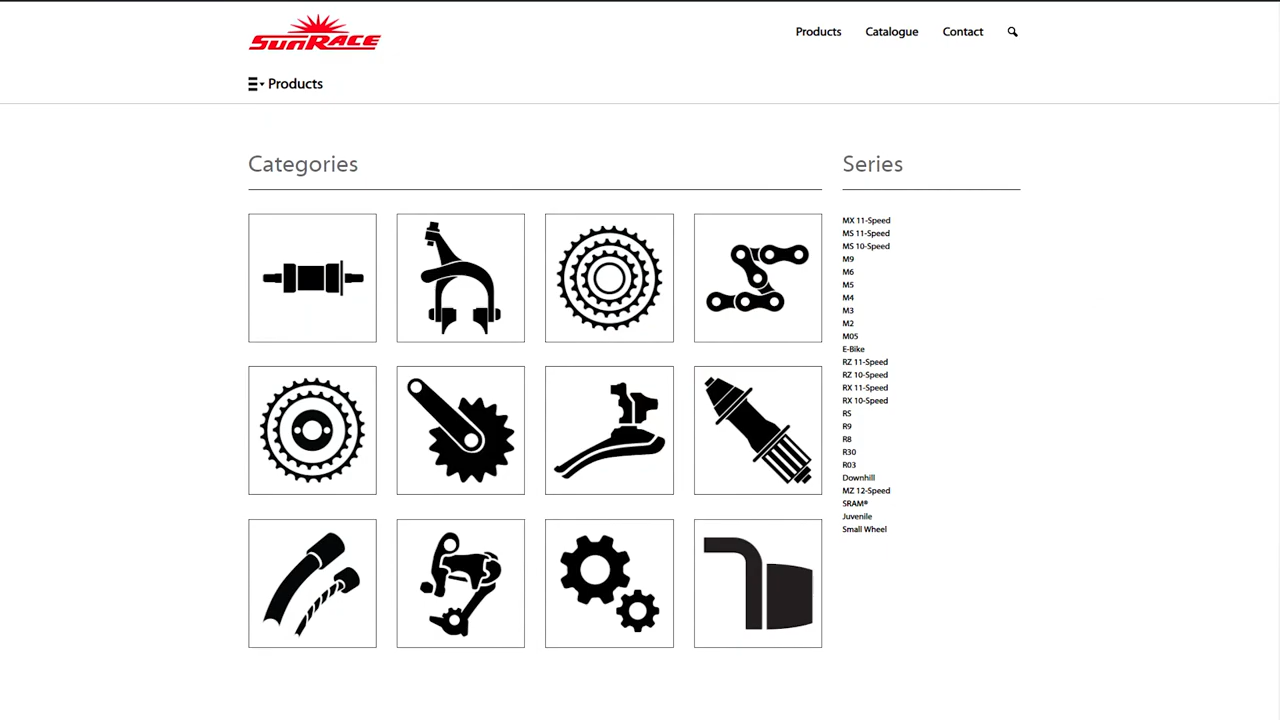 SUNRACE
Products
Catalogue
Contact
Products
Categories
Series
MX 11-Speed
MS 11-Speed
MS 10-Speed
M9
M6
M5
M4
M3
M2
M05
E-Bike
RZ 11-Speed
RZ 10-Speed
RX 11-Speed
RX 10-Speed
RS
R9
R8
R30
R03
Downhill
MZ 12-Speed
SRAM®
Juvenile
Small Wheel